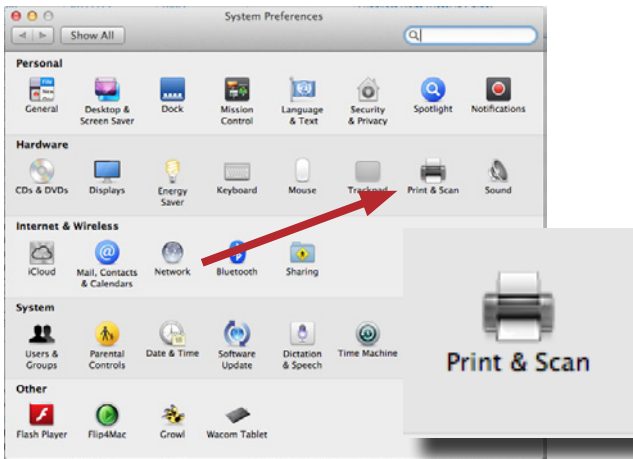 System Preferences
Show All
Personal
General
Desktop & Screen Saver
Dock
Mission Control
Language & Text
Security & Privacy
Spotlight
Notifications
Hardware
CDs & DVDs
Displays
Energy Saver
Keyboard
Mouse
Trackpad
Print & Scan
Sound
Internet & Wireless
iCloud
Mail, Contacts & Calendars
Network
Bluetooth
Sharing
System
Users & Groups
Parental Controls
Date & Time
Software Update
Dictation & Speech
Time Machine
Print & Scan
Other
Flash Player
Flip4Mac
Growl
Wacom Tablet